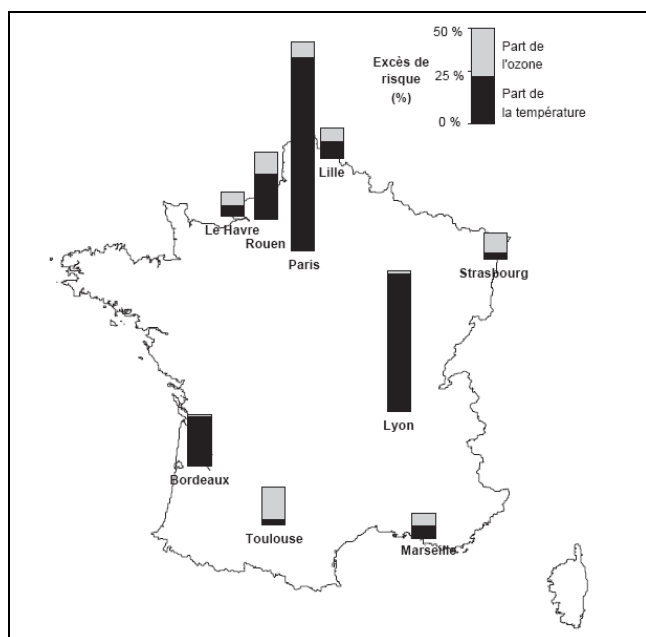 Excès de
risque
(%)
50 %
25 %
0 %
Part de
l'ozone
Part de
la température
Lille
Le Havre
Rouen
Paris
Strasbourg
Lyon
Bordeaux
Toulouse
Marseille